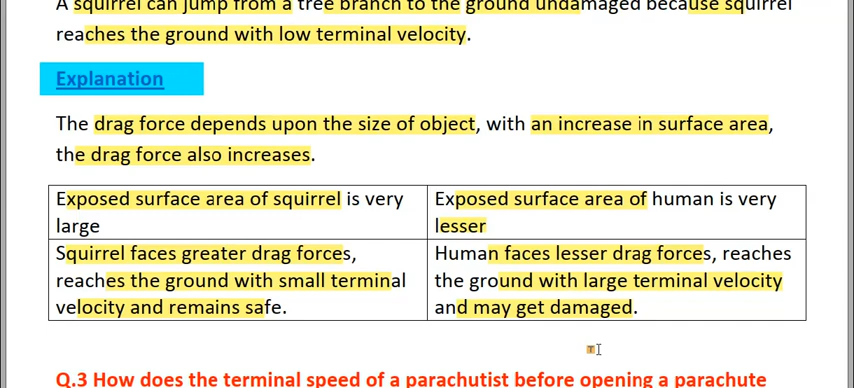 A squirrel can jump from a tree branch to the ground undamaged because squirrel
reaches the ground with low terminal velocity.
Explanation
The drag force depends upon the size of object, with an increase in surface area,
the drag force also increases.
Exposed surface area of squirrel is very
large
Exposed surface area of human is very
lesser
Squirrel faces greater drag forces,
reaches the ground with small terminal
velocity and remains safe.
Human faces lesser drag forces, reaches
the ground with large terminal velocity
and may get damaged.
Q.3 How does the terminal speed of a parachutist before opening a parachute